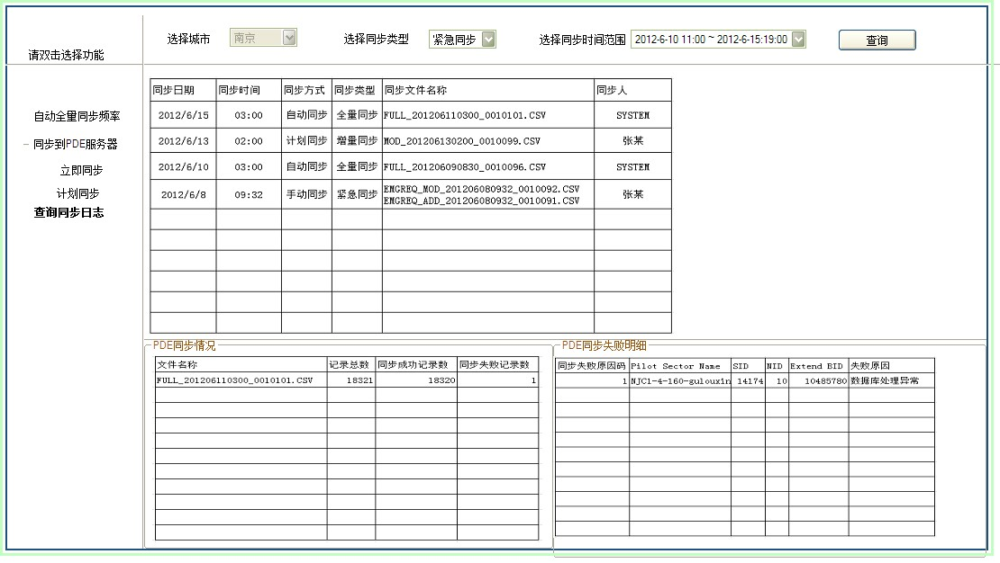 选择城市 南京 选择同步类型 紧急同步 选择同步时间范围 2012-6-10 11:00 ~ 2012-6-15:19:00 查询
请双击选择功能
自动全量同步频率
同步到PDE服务器
立即同步
计划同步
查询同步日志
同步日期 同步时间 同步方式 同步类型 同步文件名称 同步人
2012/6/15 03:00 自动同步 全量同步 FULL_201206110300_0010101.CSV SYSTEM
2012/6/13 02:00 计划同步 增量同步 MOD_201206130200_0010099.CSV 张某
2012/6/10 03:00 自动同步 全量同步 FULL_201206090830_0010096.CSV SYSTEM
2012/6/8 09:32 手动同步 紧急同步 EMGREQ_MOD_201206080932_0010092.CSV 张某
EMGREQ_ADD_201206080932_0010091.CSV
PDE同步情况
文件名称 记录总数 同步成功记录数 同步失败记录数
FULL_201206110300_0010101.CSV 18321 18320 1
PDE同步失败明细
同步失败原因码 Pilot Sector Name SID NID Extend BID 失败原因
1 NJC1-4-160-gulouxin 14174 10 10485780 数据库处理异常